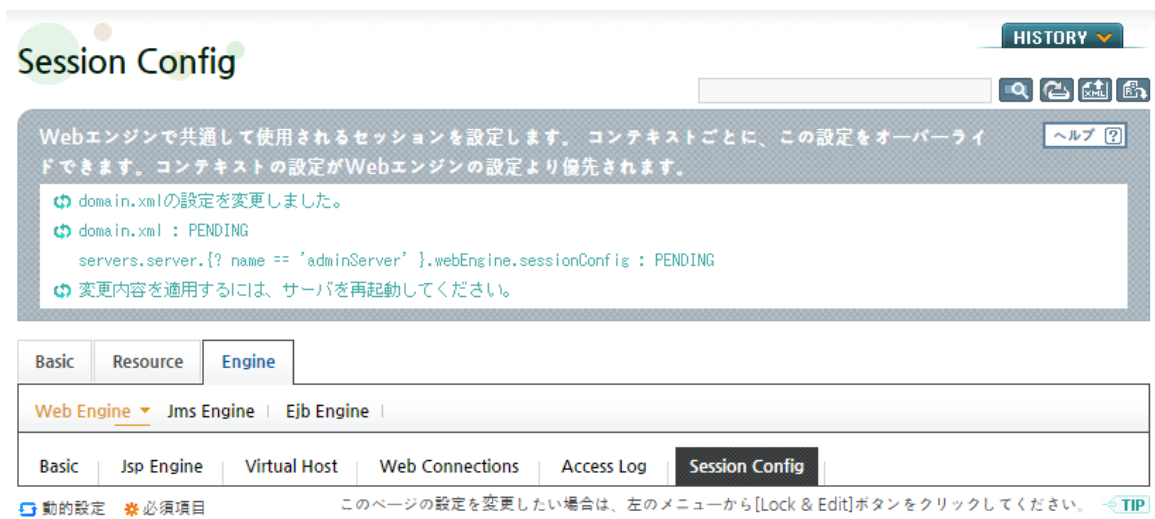 HISTORY
Session Config
XML
Webエンジンで共通して使用されるセッションを設定します。 コンテキストごとに、この設定をオーバーライ
ドできます。コンテキストの設定がWebエンジンの設定より優先されます。
ヘルプ ?
domain.xmlの設定を変更しました。
domain.xml : PENDING
servers.server.{? name == 'adminServer' }.webEngine.sessionConfig : PENDING
変更内容を適用するには、サーバを再起動してください。
Basic Resource Engine
Web Engine Jms Engine Ejb Engine
Basic Jsp Engine Virtual Host Web Connections Access Log Session Config
動的設定 必須項目 このページの設定を変更したい場合は、左のメニューから[Lock & Edit]ボタンをクリックしてください。 TIP